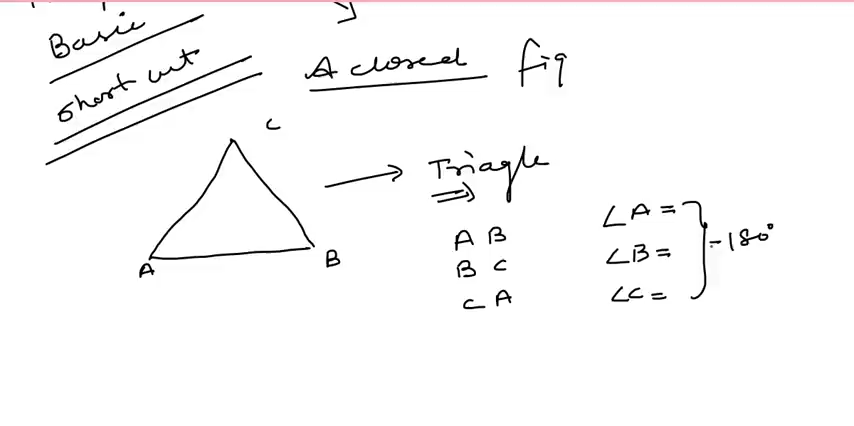 Basic
Short cut
A closed fig
C
Triagle
A
B
AB
BC
CA
∠A =
∠B =
∠C =
= 180°